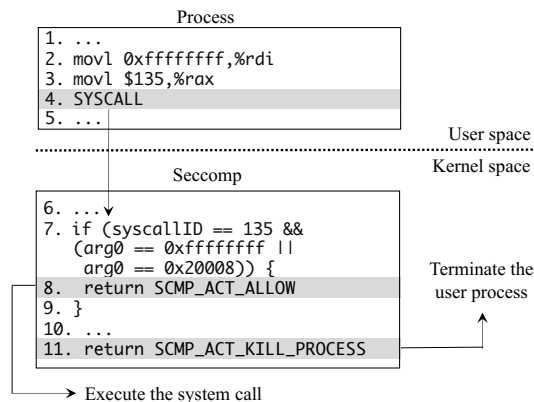 Process
1. ...
2. movl 0xffffffff,%rdi
3. movl $135,%rax
4. SYSCALL
5. ...
User space
Kernel space
Seccomp
6. ...
7. if (syscallID == 135 &&
(arg0 == 0xffffffff ||
arg0 == 0x20008)) {
8. return SCMP_ACT_ALLOW
9. }
10. ...
11. return SCMP_ACT_KILL_PROCESS
Terminate the
user process
Execute the system call